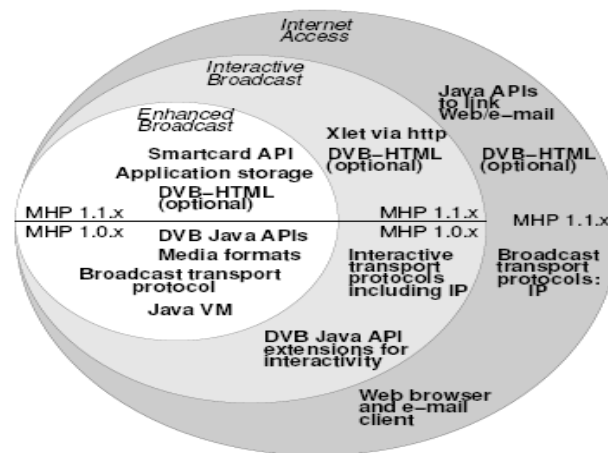 Internet
Access
Interactive
Broadcast
Enhanced
Broadcast
Java APIs
to link
Web/e-mail
Xlet via http
DVB-HTML
(optional)
DVB-HTML
(optional)
Smartcard API
Application storage
DVB-HTML
(optional)
MHP 1.1.x
MHP 1.1.x
MHP 1.1.x
MHP 1.0.x
MHP 1.0.x
DVB Java APIs
Media formats
Broadcast transport
protocol
Java VM
Interactive
transport
protocols
including IP
Broadcast
transport
protocols:
IP
DVB Java API
extensions for
interactivity
Web browser
and e-mail
client